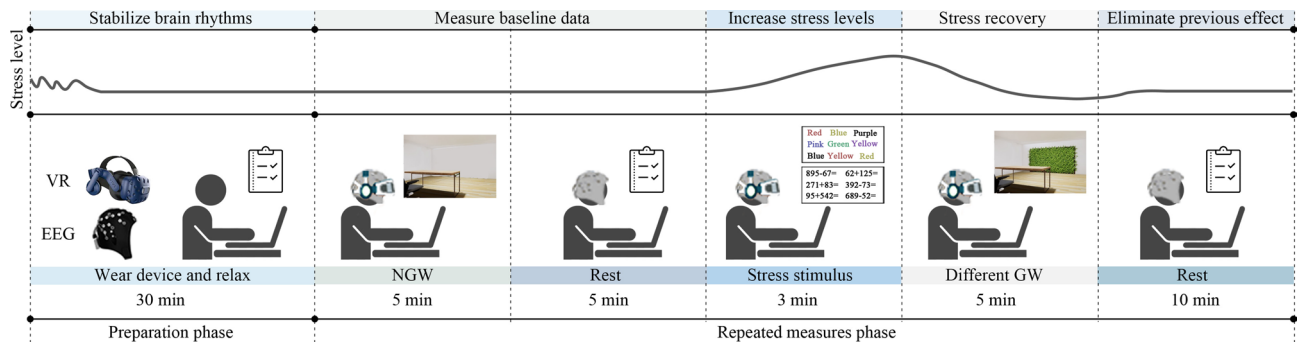 Stabilize brain rhythms
Measure baseline data
Increase stress levels
Stress recovery
Eliminate previous effect
Stress level
VR
EEG
Red Blue Purple
Pink Green Yellow
Blue Yellow Red
895-67= 62+125=
271+83= 392-73=
95+542= 689-52=
Wear device and relax
NGW
Rest
Stress stimulus
Different GW
Rest
30 min
5 min
5 min
3 min
5 min
10 min
Preparation phase
Repeated measures phase